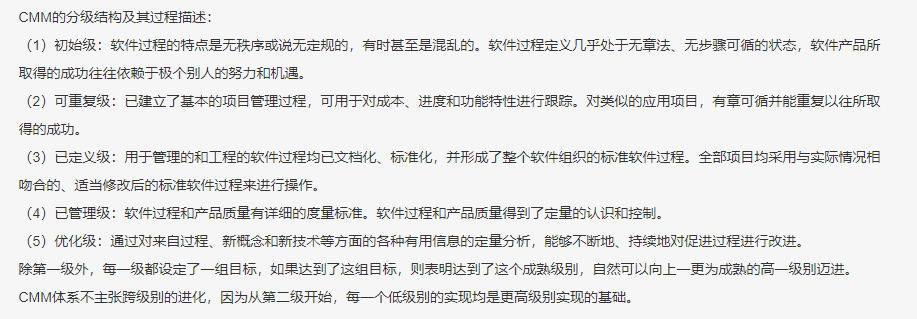 CMM的分级结构及其过程描述：
（1）初始级：软件过程的特点是无秩序或说无定规的，有时甚至是混乱的。软件过程定义几乎处于无章法、无步骤可循的状态，软件产品所
取得的成功往往依赖于极个别人的努力和机遇。
（2）可重复级：已建立了基本的项目管理过程，可用于对成本、进度和功能特性进行跟踪。对类似的应用项目，有章可循并能重复以往所取
得的成功。
（3）已定义级：用于管理的和工程的软件过程均已文档化、标准化，并形成了整个软件组织的标准软件过程。全部项目均采用与实际情况相
吻合的、适当修改后的标准软件过程来进行操作。
（4）已管理级：软件过程和产品质量有详细的度量标准。软件过程和产品质量得到了定量的认识和控制。
（5）优化级：通过对来自过程、新概念和新技术等方面的各种有用信息的定量分析，能够不断地、持续地对促进过程进行改进。
除第一级外，每一级都设定了一组目标，如果达到了这组目标，则表明达到了这个成熟级别，自然可以向上一更为成熟的高一级别迈进。
CMM体系不主张跨级别的进化，因为从第二级开始，每一个低级别的实现均是更高级别实现的基础。